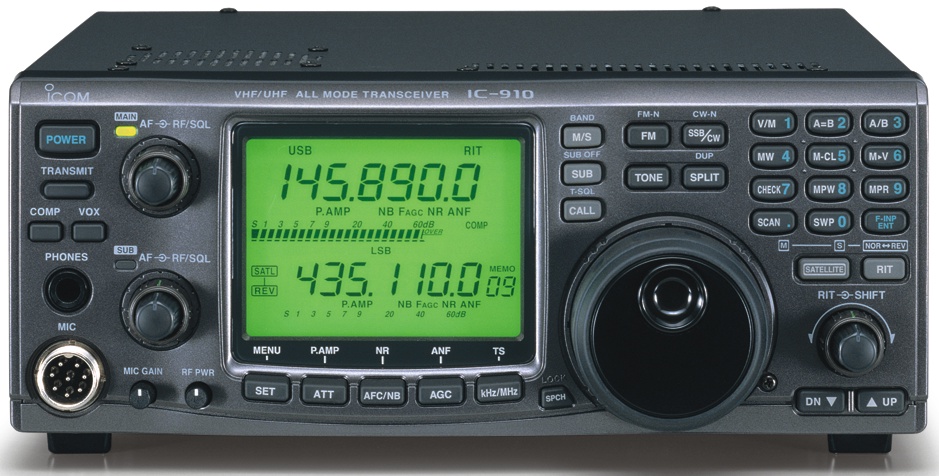 ICOM
VHF/UHF ALL MODE TRANSCEIVER IC-910
MAIN
AF RF/SQL
POWER
TRANSMIT
COMP VOX
SUB
AF RF/SQL
PHONES
MIC
MIC GAIN RF PWR
USB RIT
145.890.0
P.AMP NB FAGC NR ANF
S 1 3 5 7 9 20 40 60dB COMP
OVER
LSB
SATL
REV
435.110.0 MEMO 09
P.AMP NB FAGC NR ANF
S 1 3 5 7 9 20 40 60dB
MENU P.AMP NR ANF TS
SET ATT AFC/NB AGC kHz/MHz
LOCK
SPCH
BAND
M/S
SUB OFF
SUB
T-SQL
CALL
FM-N CW-N
FM SSB/CW
DUP
TONE SPLIT
V/M 1 A=B 2 A/B 3
MW 4 M-CL 5 M▸V 6
CHECK 7 MPW 8 MPR 9
SCAN . SWP 0 F-INP ENT
M S NOR↔REV
SATELLITE RIT
RIT SHIFT
DN ▼ ▲ UP